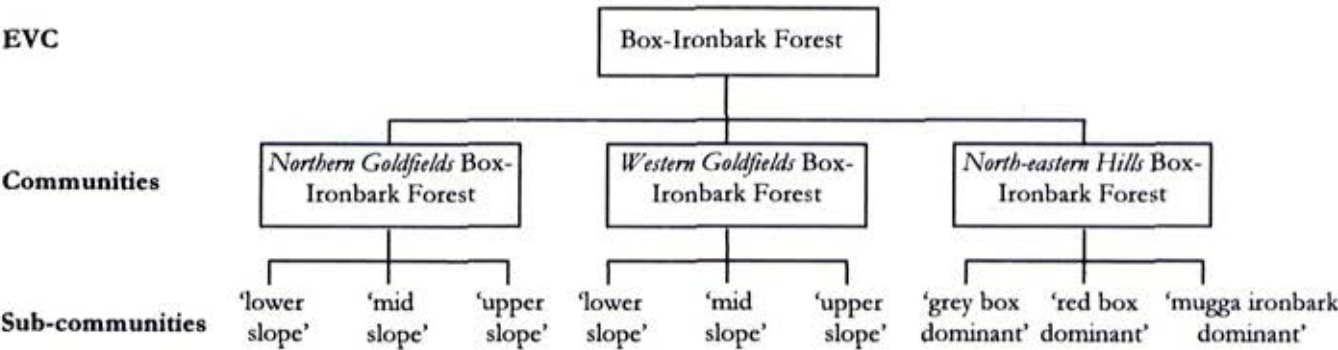 EVC
Box-Ironbark Forest
Communities
Northern Goldfields Box-
Ironbark Forest
Western Goldfields Box-
Ironbark Forest
North-eastern Hills Box-
Ironbark Forest
Sub-communities
‘lower
slope’
‘mid
slope’
‘upper
slope’
‘lower
slope’
‘mid
slope’
‘upper
slope’
‘grey box
dominant’
‘red box
dominant’
‘mugga ironbark
dominant’